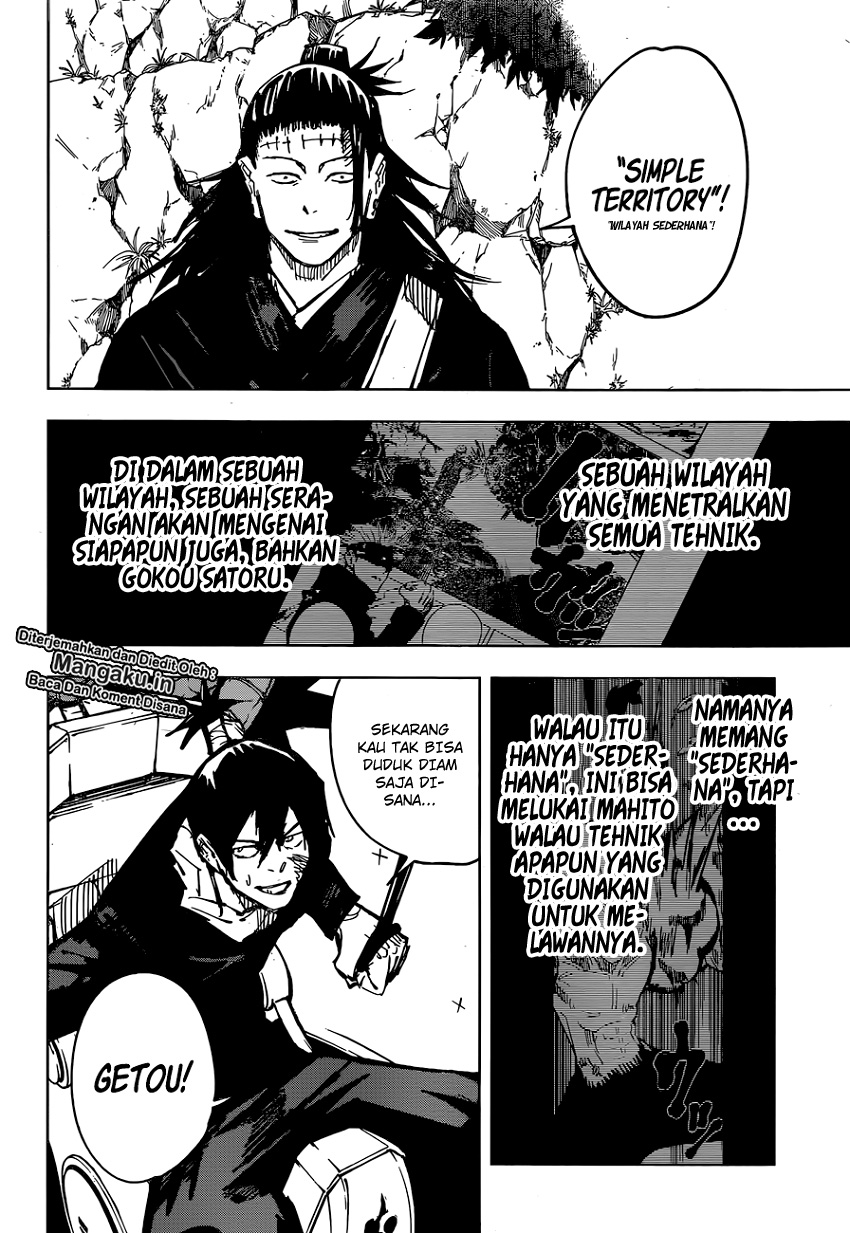 "SIMPLE
TERRITORY"!
"WILAYAH SEDERHANA"!
SEBUAH WILAYAH
YANG MENETRALKAN
SEMUA TEHNIK.
DI DALAM SEBUAH
WILAYAH, SEBUAH SERA-
NGAN AKAN MENGENAI
SIAPAPUN JUGA, BAHKAN
GOKOU SATORU.
Diterjemahkan dan Diedit Oleh :
Mangaku.in
Baca Dan Koment Disana
NAMANYA
MEMANG
"SEDERHA-
NA", TAPI
...
WALAU ITU
HANYA "SEDER-
HANA", INI BISA
MELUKAI MAHITO
WALAU TEHNIK
APAPUN YANG
DIGUNAKAN
UNTUK ME-
LAWANNYA.
SEKARANG
KAU TAK BISA
DUDUK DIAM
SAJA DI-
SANA...
GETOU!